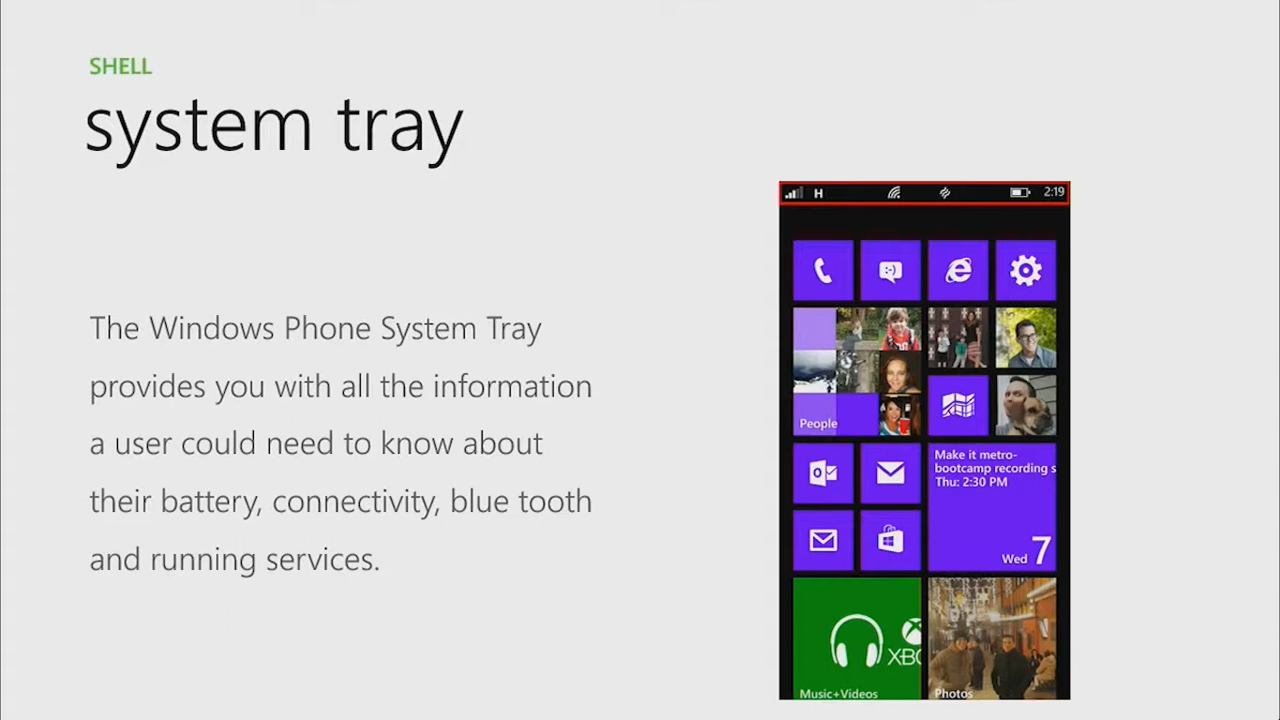 SHELL
system tray
The Windows Phone System Tray
provides you with all the information
a user could need to know about
their battery, connectivity, blue tooth
and running services.
H 2:19
People
Make it metro-
bootcamp recording s
Thu: 2:30 PM
Wed 7
XBO
Music+Videos
Photos